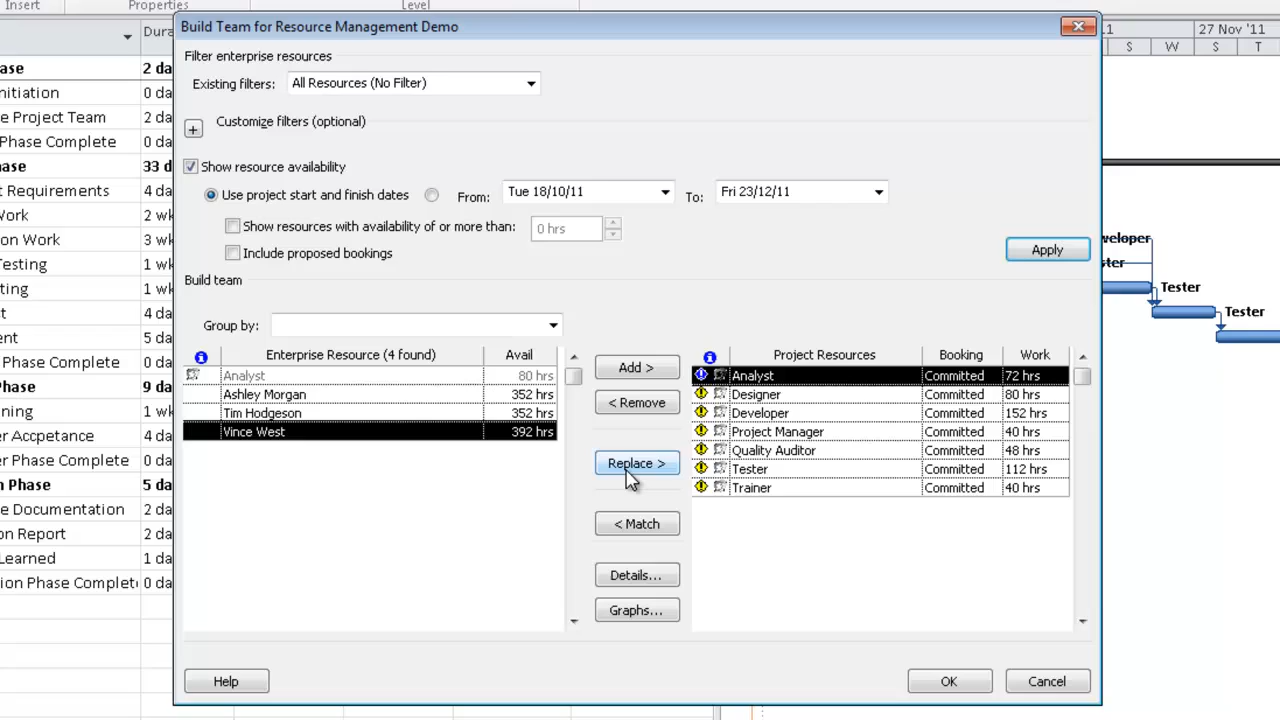 Insert Properties Level
Build Team for Resource Management Demo
Dura
11 27 Nov '11
S W S T
Filter enterprise resources
Existing filters: All Resources (No Filter)
Customize filters (optional)
Show resource availability
Use project start and finish dates From: Tue 18/10/11 To: Fri 23/12/11
Show resources with availability of or more than: 0 hrs
Include proposed bookings
Apply
Build team
Group by:
Enterprise Resource (4 found) Avail
Analyst 80 hrs
Ashley Morgan 352 hrs
Tim Hodgeson 352 hrs
Vince West 392 hrs
Add >
< Remove
Replace >
< Match
Details...
Graphs...
Project Resources Booking Work
Analyst Committed 72 hrs
Designer Committed 80 hrs
Developer Committed 152 hrs
Project Manager Committed 40 hrs
Quality Auditor Committed 48 hrs
Tester Committed 112 hrs
Trainer Committed 40 hrs
Help OK Cancel
ase 2 da
nitiation 0 da
e Project Team 2 da
Phase Complete 0 da
hase 33 d
t Requirements 4 da
Work 2 wk
on Work 3 wk
Testing 1 wk
ting 1 wk
t 4 da
ent 5 da
Phase Complete 0 da
Phase 9 da
ning 1 wk
er Accpetance 4 da
er Phase Complete 0 da
n Phase 5 da
e Documentation 2 da
on Report 2 da
Learned 1 da
ion Phase Complete 0 da
veloper
ster
Tester
Tester